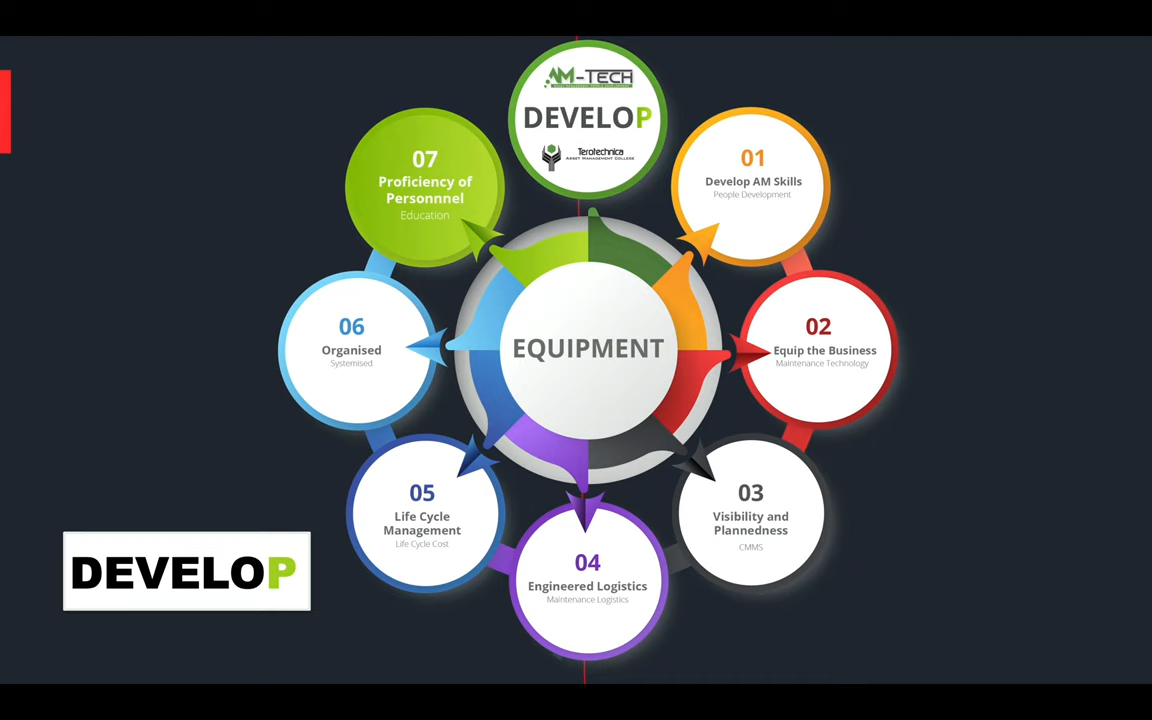 AM-TECH
DEVELOP
Terotechnica
ASSET MANAGEMENT COLLEGE
01
Develop AM Skills
People Development
02
Equip the Business
Maintenance Technology
03
Visibility and
Plannedness
CMMS
04
Engineered Logistics
Maintenance Logistics
05
Life Cycle
Management
Life Cycle Cost
06
Organised
Systemised
07
Proficiency of
Personnnel
Education
EQUIPMENT
DEVELOP